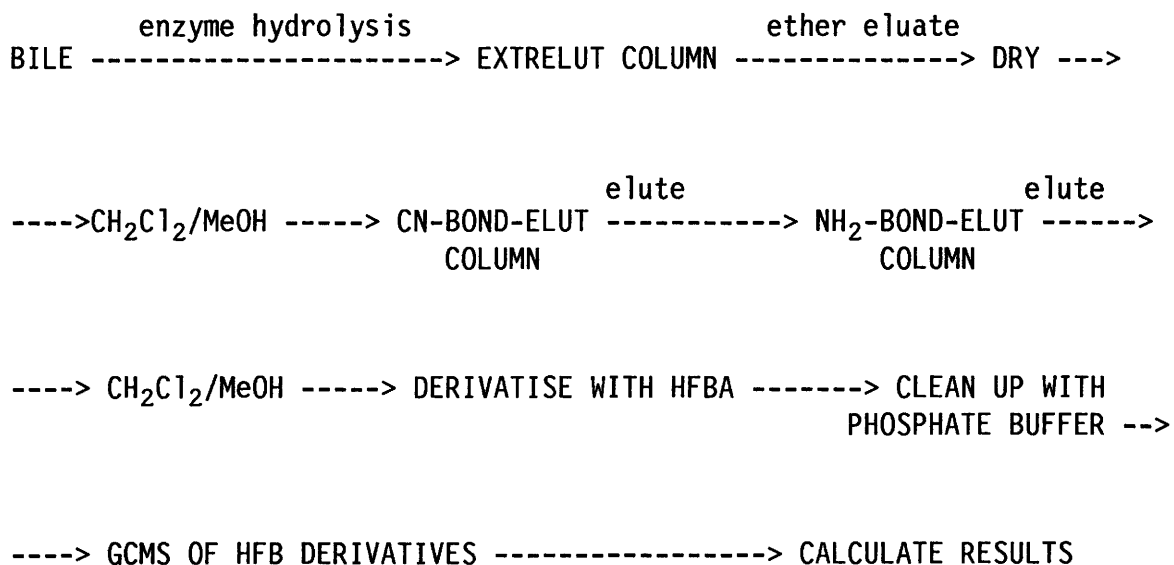 enzyme hydrolysis ether eluate
BILE ----------------------> EXTRELUT COLUMN --------------> DRY --->
elute elute
---->CH₂Cl₂/MeOH -----> CN-BOND-ELUT ------------> NH₂-BOND-ELUT ------>
COLUMN COLUMN
----> CH₂Cl₂/MeOH -----> DERIVATISE WITH HFBA -------> CLEAN UP WITH
PHOSPHATE BUFFER -->
----> GCMS OF HFB DERIVATIVES -----------------> CALCULATE RESULTS